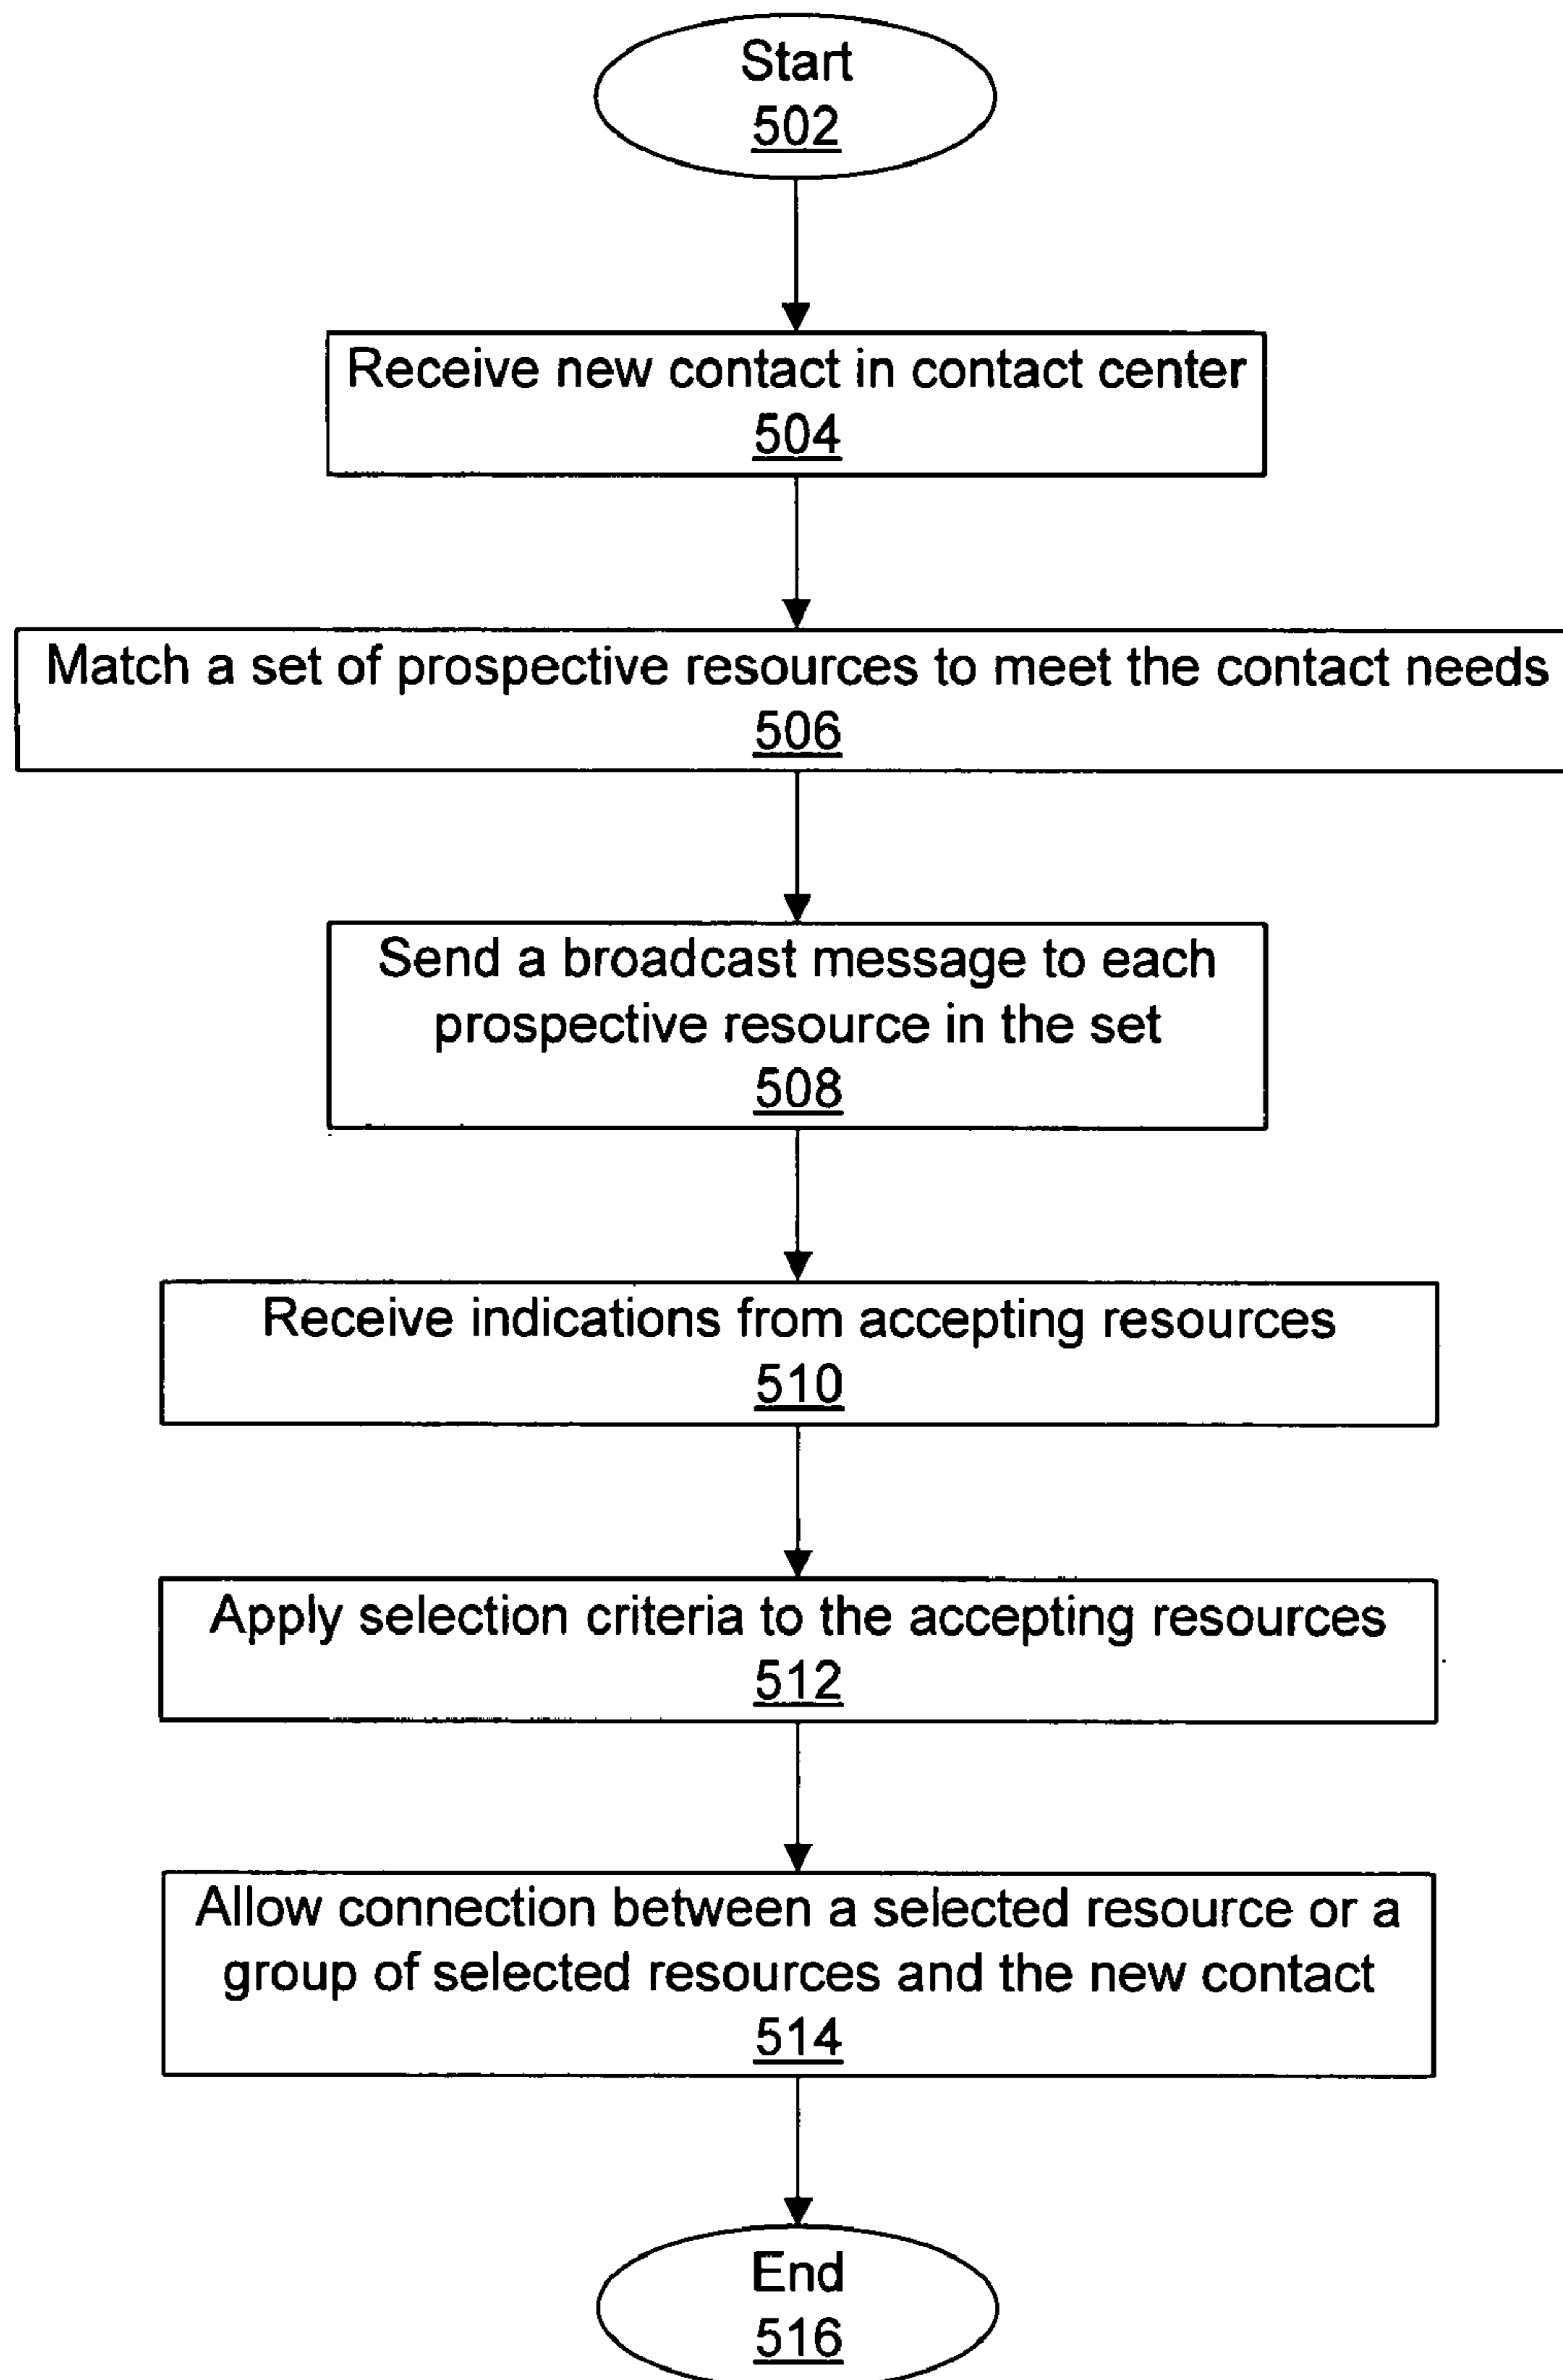 Start
502
Receive new contact in contact center
504
Match a set of prospective resources to meet the contact needs
506
Send a broadcast message to each
prospective resource in the set
508
Receive indications from accepting resources
510
Apply selection criteria to the accepting resources
512
Allow connection between a selected resource or a
group of selected resources and the new contact
514
End
516